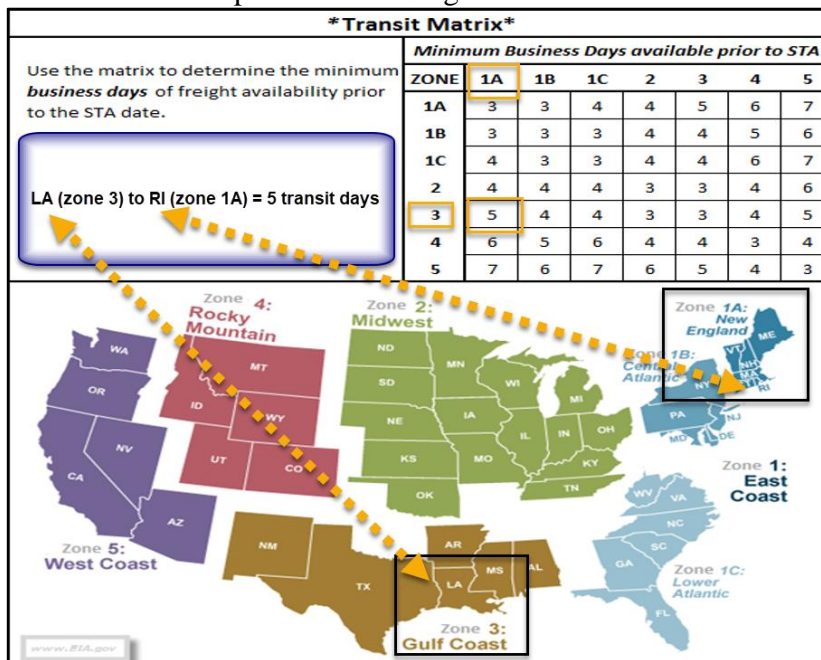 *Transit Matrix*
Use the matrix to determine the minimum
business days of freight availability prior
to the STA date.
LA (zone 3) to RI (zone 1A) = 5 transit days
Minimum Business Days available prior to STA
ZONE 1A 1B 1C 2 3 4 5
1A 3 3 4 4 5 6 7
1B 3 3 3 4 4 5 6
1C 4 3 3 4 4 6 7
2 4 4 4 3 3 4 6
3 5 4 4 3 3 4 5
4 6 5 6 4 4 3 4
5 7 6 7 6 5 4 3
Zone 4:
Rocky
Mountain
Zone 2:
Midwest
Zone 1A:
New
England
Zone 1B:
Atlantic
Zone 1:
East
Coast
Zone 5:
West Coast
Zone 3:
Gulf Coast
Zone 1C:
Lower
Atlantic
WA
OR
NV
CA
AZ
MT
ID
WY
UT
CO
ND
SD
NE
KS
OK
MN
IA
MO
WI
IL
MI
IN
OH
KY
TN
NM
TX
AR
LA
MS
AL
ME
VT
NH
MA
RI
NY
PA
NJ
MD
DE
WV
VA
NC
SC
GA
FL
www.EIA.gov